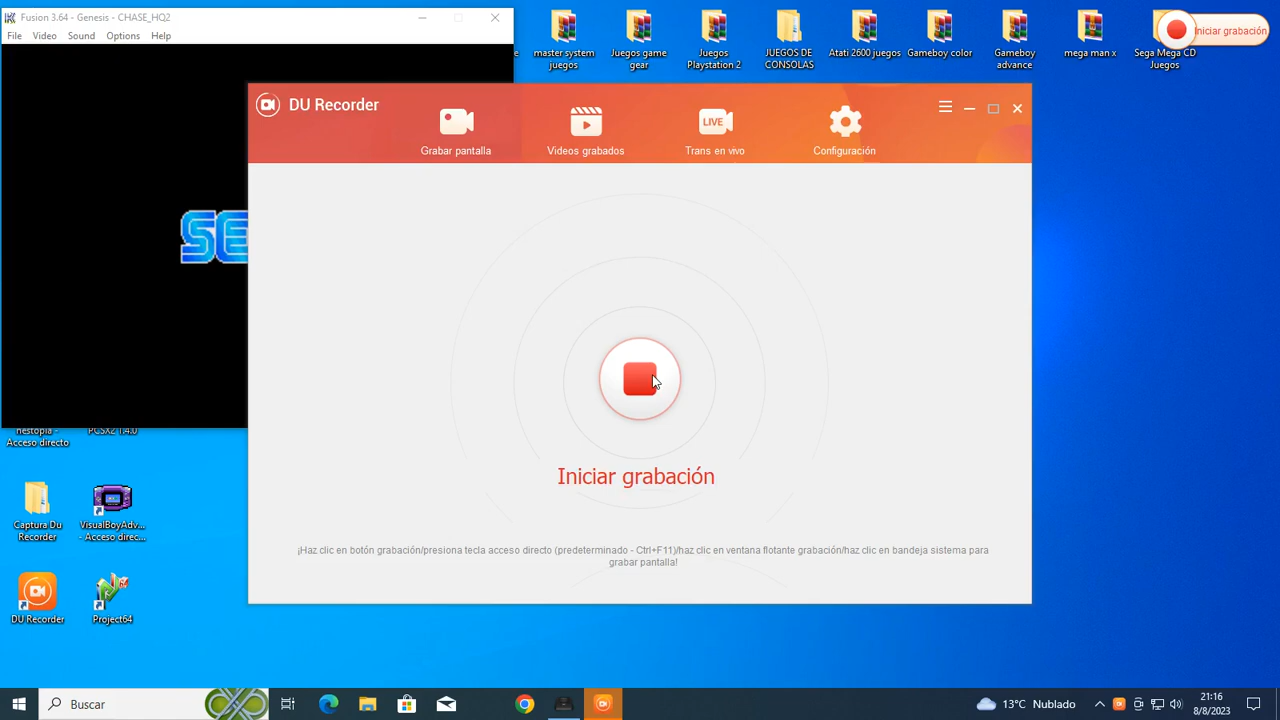 Fusion 3.64 - Genesis - CHASE_HQ2
File Video Sound Options Help
master system
juegos
Juegos game
gear
Juegos
Playstation 2
JUEGOS DE
CONSOLAS
Atati 2600 juegos
Gameboy color
Gameboy
advance
mega man x
Sega Mega CD
Juegos
Iniciar grabación
DU Recorder
Grabar pantalla
Videos grabados
LIVE
Trans en vivo
Configuración
SE
Iniciar grabación
¡Haz clic en botón grabación/presiona tecla acceso directo (predeterminado - Ctrl+F11)/haz clic en ventana flotante grabación/haz clic en bandeja sistema para
grabar pantalla!
nestopia -
Acceso directo
PCSX2 1.4.0
Captura Du
Recorder
VisualBoyAdv...
- Acceso direc...
DU Recorder
Project64
Buscar
13°C Nublado
21:16
8/8/2023